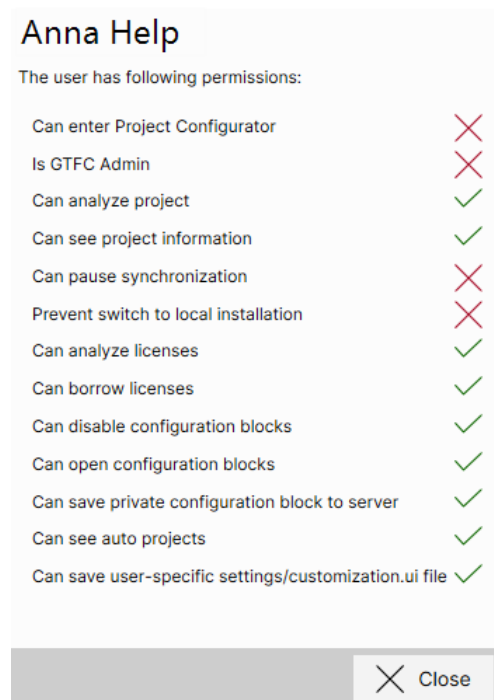 Anna Help
The user has following permissions:
Can enter Project Configurator
Is GTFC Admin
Can analyze project
Can see project information
Can pause synchronization
Prevent switch to local installation
Can analyze licenses
Can borrow licenses
Can disable configuration blocks
Can open configuration blocks
Can save private configuration block to server
Can see auto projects
Can save user-specific settings/customization.ui file
Close